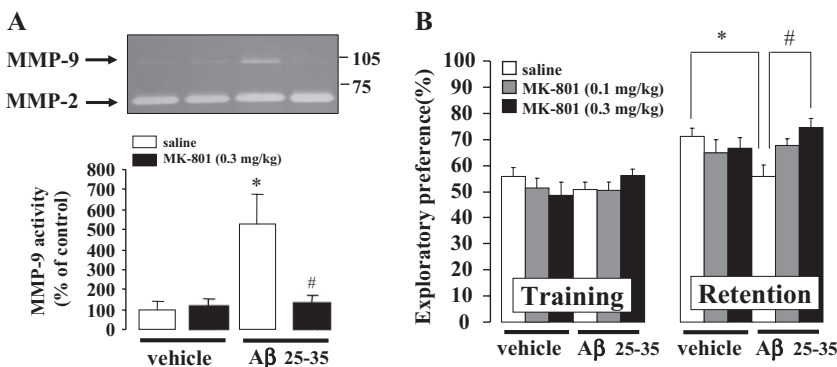 A
MMP-9
MMP-2
105
75
saline
MK-801 (0.3 mg/kg)
MMP-9 activity
(% of control)
800
700
600
500
400
300
200
100
0
*
#
vehicle
Aβ 25-35
B
Exploratory preference(%)
100
90
80
70
60
50
40
30
20
10
0
saline
MK-801 (0.1 mg/kg)
MK-801 (0.3 mg/kg)
*
#
Training
Retention
vehicle
Aβ 25-35
vehicle
Aβ 25-35